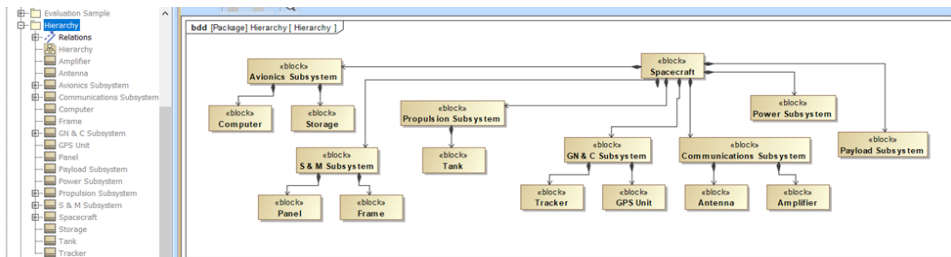 Evaluation Sample
Hierarchy
Relations
Hierarchy
Amplifier
Antenna
Avionics Subsystem
Communications Subsystem
Computer
Frame
GN & C Subsystem
GPS Unit
Panel
Payload Subsystem
Power Subsystem
Propulsion Subsystem
S & M Subsystem
Spacecraft
Storage
Tank
Tracker
bdd [Package] Hierarchy [ Hierarchy ]
«block»
Avionics Subsystem
«block»
Spacecraft
«block»
Computer
«block»
Storage
«block»
Propulsion Subsystem
«block»
Power Subsystem
«block»
Payload Subsystem
«block»
S & M Subsystem
«block»
Tank
«block»
GN & C Subsystem
«block»
Communications Subsystem
«block»
Panel
«block»
Frame
«block»
Tracker
«block»
GPS Unit
«block»
Antenna
«block»
Amplifier